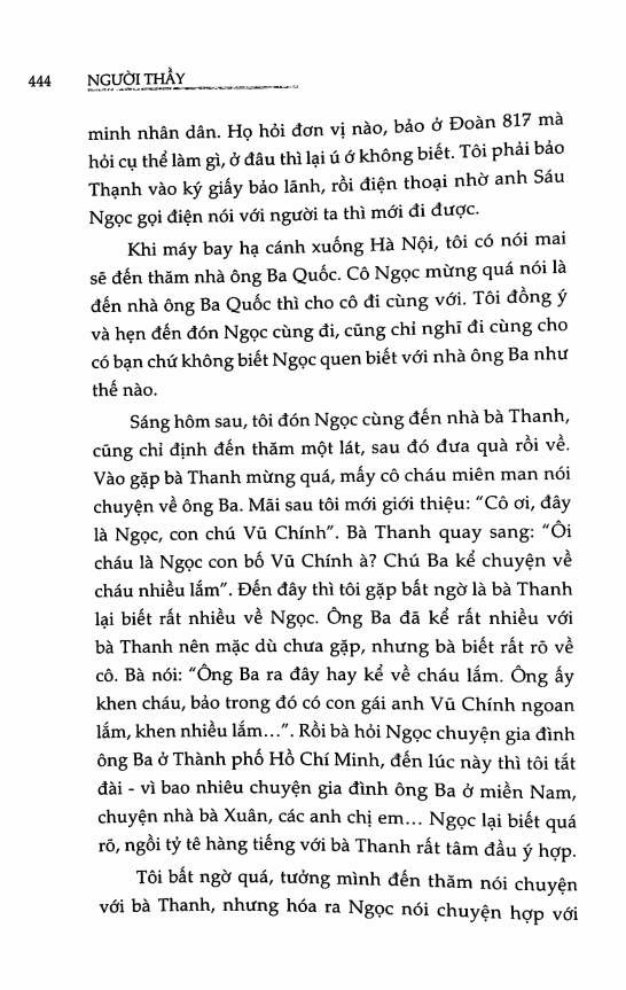 444 NGƯỜI THẦY
minh nhân dân. Họ hỏi đơn vị nào, bảo ở Đoàn 817 mà
hỏi cụ thể làm gì, ở đâu thì lại ú ớ không biết. Tôi phải bảo
Thạnh vào ký giấy bảo lãnh, rồi điện thoại nhờ anh Sáu
Ngọc gọi điện nói với người ta thì mới đi được.
Khi máy bay hạ cánh xuống Hà Nội, tôi có nói mai
sẽ đến thăm nhà ông Ba Quốc. Cô Ngọc mừng quá nói là
đến nhà ông Ba Quốc thì cho cô đi cùng với. Tôi đồng ý
và hẹn đến đón Ngọc cùng đi, cũng chỉ nghĩ đi cùng cho
có bạn chứ không biết Ngọc quen biết với nhà ông Ba như
thế nào.
Sáng hôm sau, tôi đón Ngọc cùng đến nhà bà Thanh,
cũng chỉ định đến thăm một lát, sau đó đưa quà rồi về.
Vào gặp bà Thanh mừng quá, mấy cô cháu miên man nói
chuyện về ông Ba. Mãi sau tôi mới giới thiệu: “Cô ơi, đây
là Ngọc, con chú Vũ Chính”. Bà Thanh quay sang: “Ôi
cháu là Ngọc con bố Vũ Chính à? Chú Ba kể chuyện về
cháu nhiều lắm”. Đến đây thì tôi gặp bất ngờ là bà Thanh
lại biết rất nhiều về Ngọc. Ông Ba đã kể rất nhiều với
bà Thanh nên mặc dù chưa gặp, nhưng bà biết rất rõ về
cô. Bà nói: “Ông Ba ra đây hay kể về cháu lắm. Ông ấy
khen cháu, bảo trong đó có con gái anh Vũ Chính ngoan
lắm, khen nhiều lắm...”. Rồi bà hỏi Ngọc chuyện gia đình
ông Ba ở Thành phố Hồ Chí Minh, đến lúc này thì tôi tắt
đài - vì bao nhiêu chuyện gia đình ông Ba ở miền Nam,
chuyện nhà bà Xuân, các anh chị em... Ngọc lại biết quá
rõ, ngồi tỷ tê hàng tiếng với bà Thanh rất tâm đầu ý hợp.
Tôi bất ngờ quá, tưởng mình đến thăm nói chuyện
với bà Thanh, nhưng hóa ra Ngọc nói chuyện hợp với